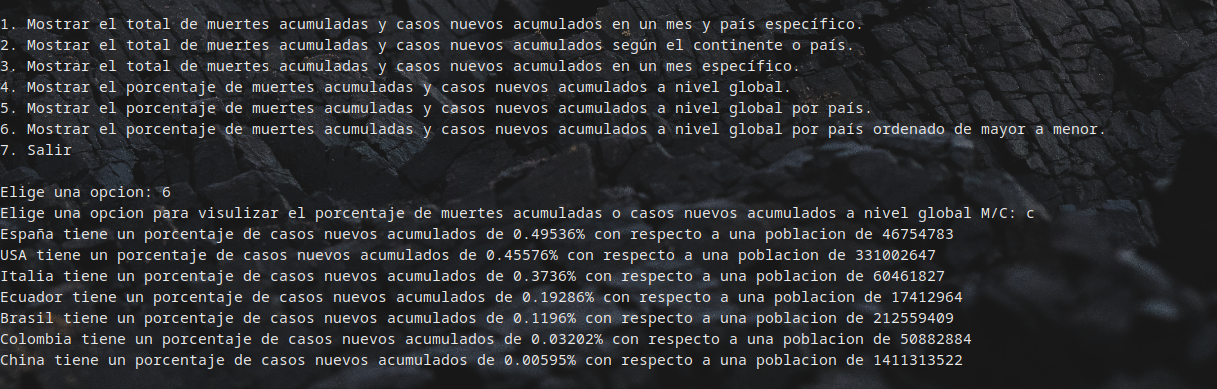 1. Mostrar el total de muertes acumuladas y casos nuevos acumulados en un mes y país específico.
2. Mostrar el total de muertes acumuladas y casos nuevos acumulados según el continente o país.
3. Mostrar el total de muertes acumuladas y casos nuevos acumulados en un mes específico.
4. Mostrar el porcentaje de muertes acumuladas y casos nuevos acumulados a nivel global.
5. Mostrar el porcentaje de muertes acumuladas y casos nuevos acumulados a nivel global por país.
6. Mostrar el porcentaje de muertes acumuladas y casos nuevos acumulados a nivel global por país ordenado de mayor a menor.
7. Salir
Elige una opcion: 6
Elige una opcion para visulizar el porcentaje de muertes acumuladas o casos nuevos acumulados a nivel global M/C: c
España tiene un porcentaje de casos nuevos acumulados de 0.49536% con respecto a una poblacion de 46754783
USA tiene un porcentaje de casos nuevos acumulados de 0.45576% con respecto a una poblacion de 331002647
Italia tiene un porcentaje de casos nuevos acumulados de 0.3736% con respecto a una poblacion de 60461827
Ecuador tiene un porcentaje de casos nuevos acumulados de 0.19286% con respecto a una poblacion de 17412964
Brasil tiene un porcentaje de casos nuevos acumulados de 0.1196% con respecto a una poblacion de 212559409
Colombia tiene un porcentaje de casos nuevos acumulados de 0.03202% con respecto a una poblacion de 50882884
China tiene un porcentaje de casos nuevos acumulados de 0.00595% con respecto a una poblacion de 1411313522